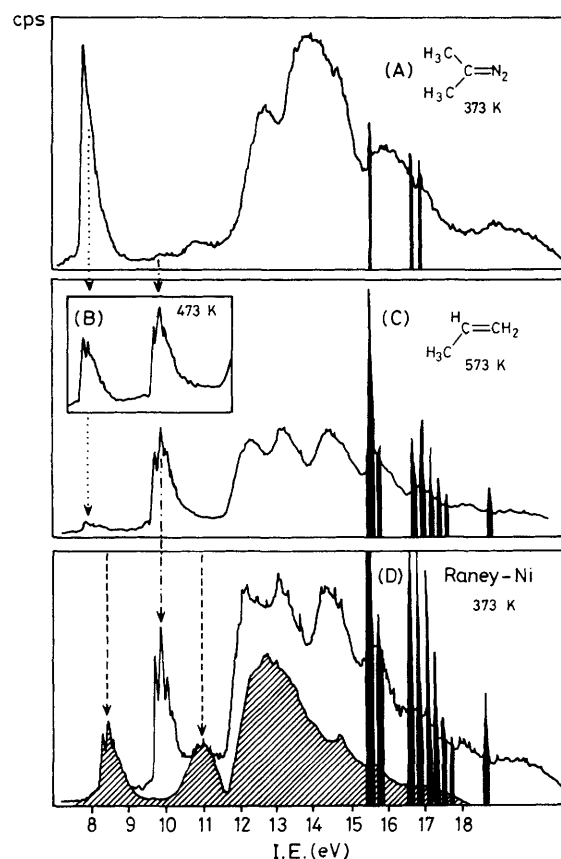 cps
(A)
H₃C
C=N₂
H₃C
373 K
(B)
473 K
(C)
H
C=CH₂
H₃C
573 K
(D)
Raney-Ni
373 K
8 9 10 11 12 13 14 15 16 17 18
I.E.(eV)